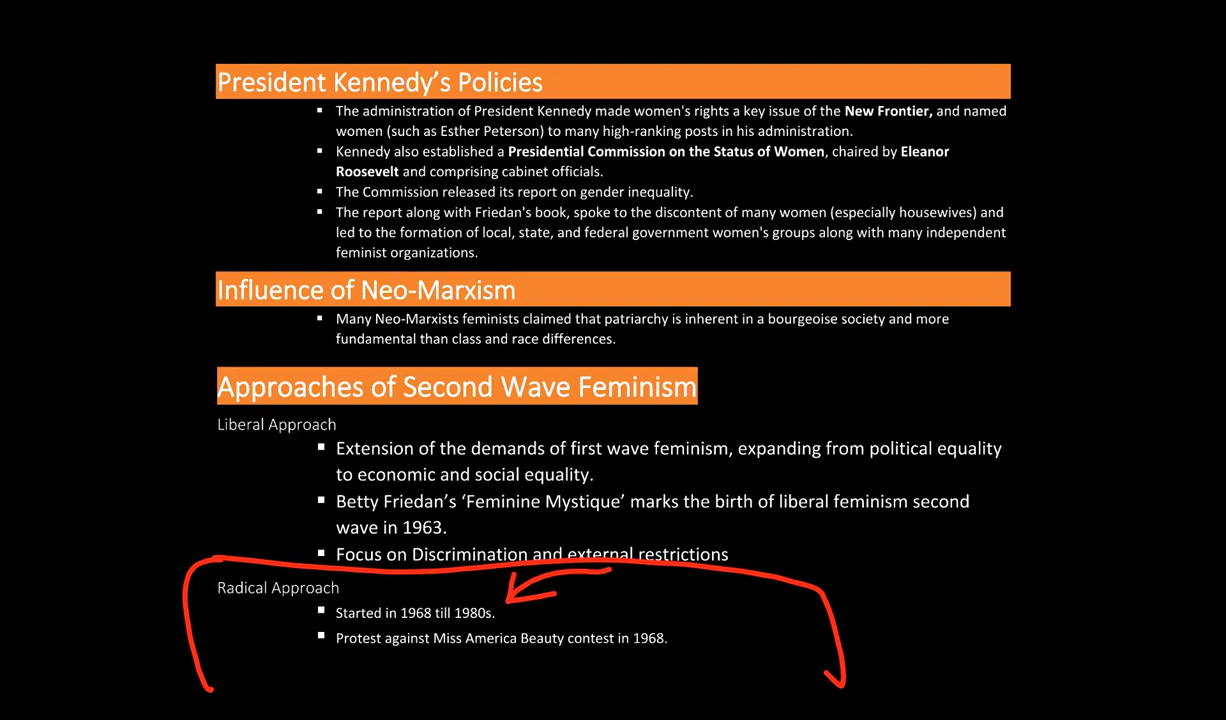 President Kennedy’s Policies
▪ The administration of President Kennedy made women's rights a key issue of the New Frontier, and named
women (such as Esther Peterson) to many high-ranking posts in his administration.
▪ Kennedy also established a Presidential Commission on the Status of Women, chaired by Eleanor
Roosevelt and comprising cabinet officials.
▪ The Commission released its report on gender inequality.
▪ The report along with Friedan's book, spoke to the discontent of many women (especially housewives) and
led to the formation of local, state, and federal government women's groups along with many independent
feminist organizations.
Influence of Neo-Marxism
▪ Many Neo-Marxists feminists claimed that patriarchy is inherent in a bourgeoise society and more
fundamental than class and race differences.
Approaches of Second Wave Feminism
Liberal Approach
▪ Extension of the demands of first wave feminism, expanding from political equality
to economic and social equality.
▪ Betty Friedan’s ‘Feminine Mystique’ marks the birth of liberal feminism second
wave in 1963.
▪ Focus on Discrimination and external restrictions
Radical Approach
▪ Started in 1968 till 1980s.
▪ Protest against Miss America Beauty contest in 1968.